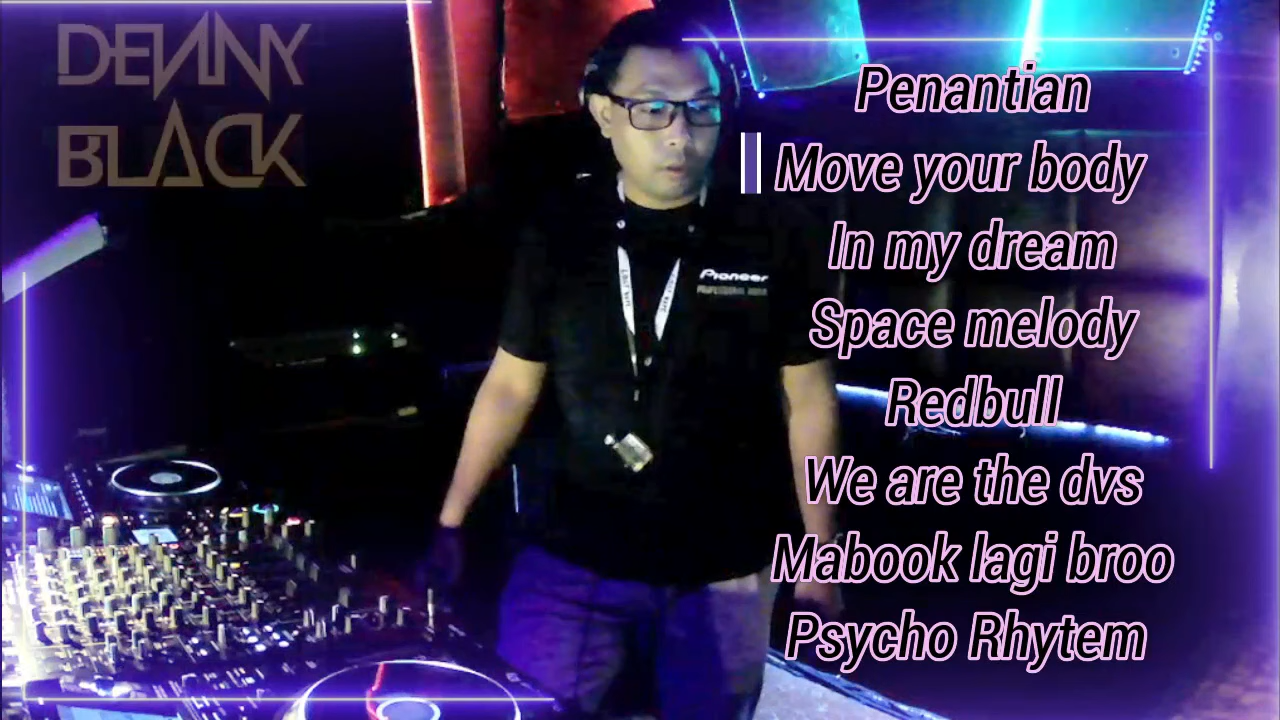 DENNY
BLACK
Penantian
Move your body
In my dream
Space melody
Redbull
We are the dvs
Mabook lagi broo
Psycho Rhytem
Pioneer